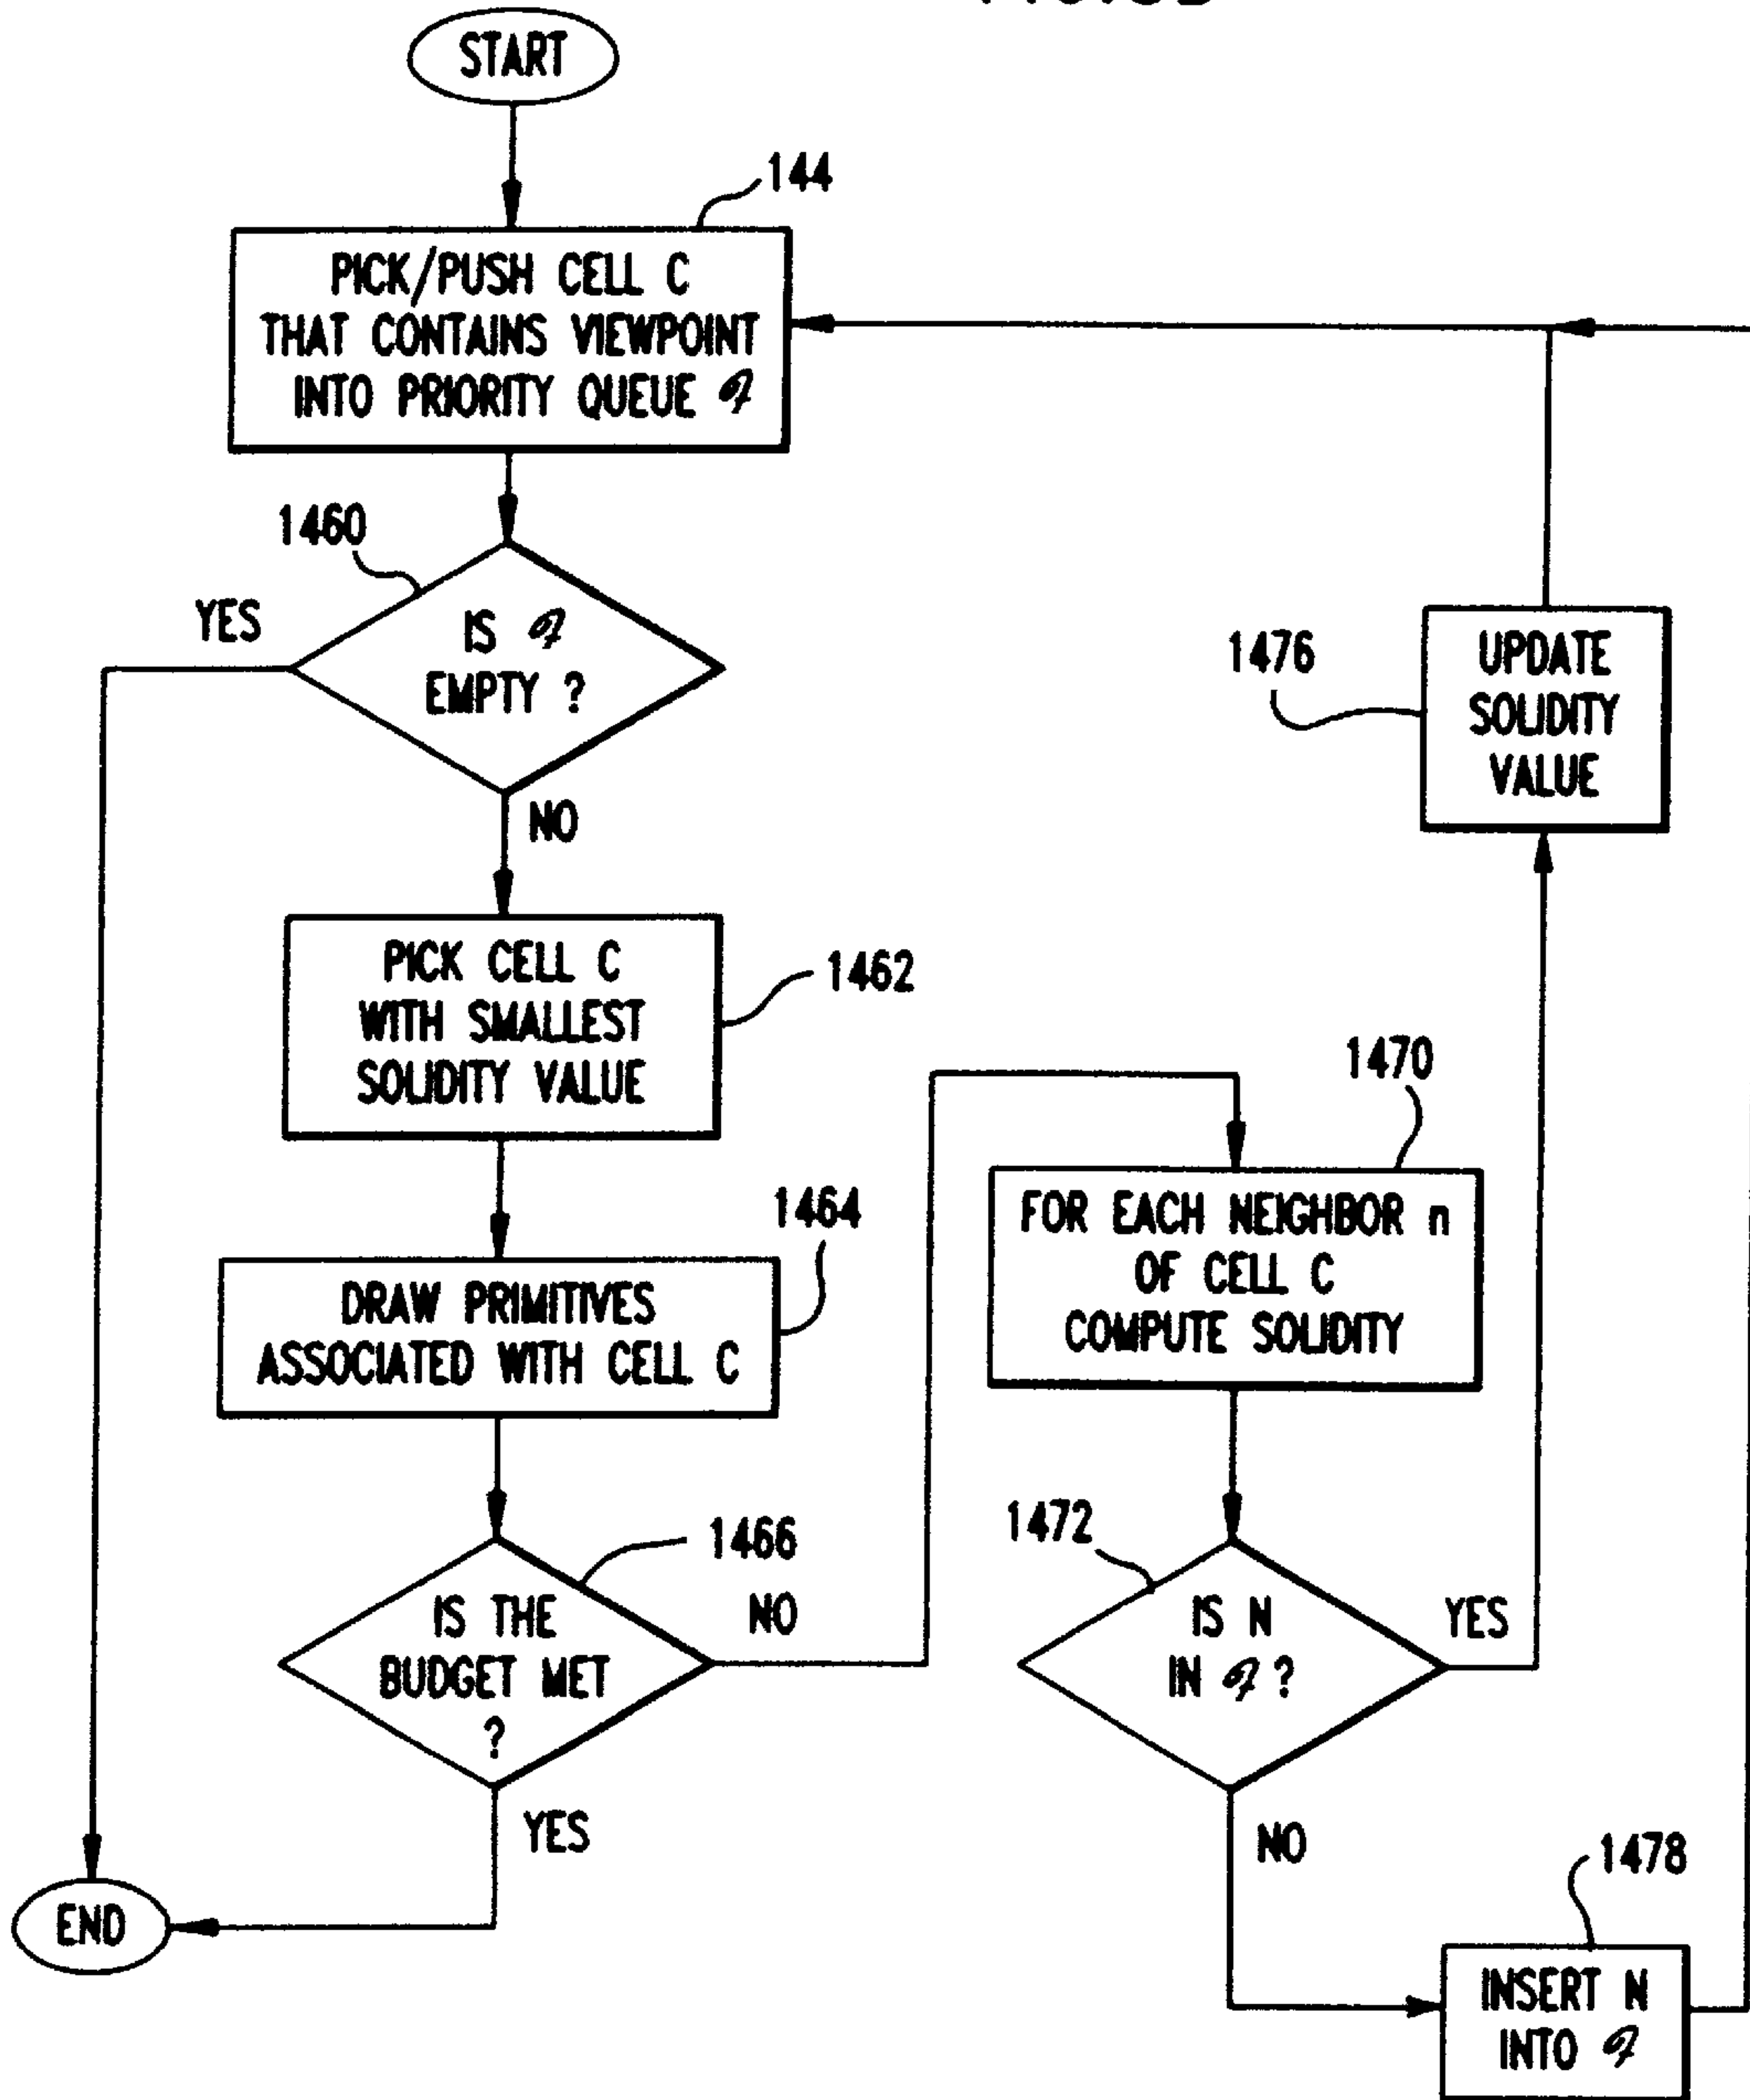 START
144
PICK/PUSH CELL C
THAT CONTAINS VIEWPOINT
INTO PRIORITY QUEUE
1460
YES
IS
EMPTY ?
NO
1476
UPDATE
SOLIDITY
VALUE
PICK CELL C
WITH SMALLEST
SOLIDITY VALUE
1462
1470
FOR EACH NEIGHBOR n
OF CELL C
COMPUTE SOLIDITY
1464
DRAW PRIMITIVES
ASSOCIATED WITH CELL C
1466
IS THE
BUDGET MET
?
NO
YES
1472
IS N
IN ?
YES
NO
END
1478
INSERT N
INTO